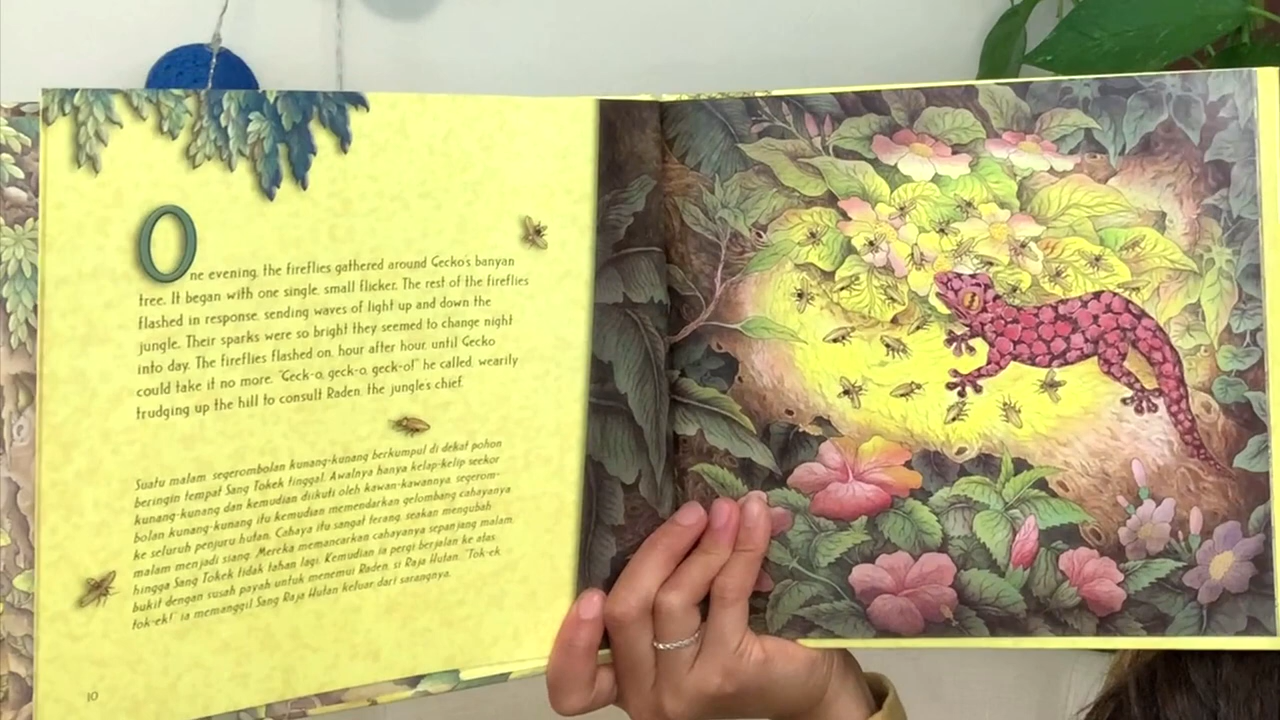 One evening, the fireflies gathered around Gecko's banyan
tree. It began with one single, small flicker. The rest of the fireflies
flashed in response, sending waves of light up and down the
jungle. Their sparks were so bright they seemed to change night
into day. The fireflies flashed on, hour after hour, until Gecko
could take it no more. "Geck-o, geck-o, geck-o!" he called, wearily
trudging up the hill to consult Raden, the jungle's chief.
Suatu malam, segerombolan kunang-kunang berkumpul di dekat pohon
beringin tempat Sang Tokek tinggal. Awalnya hanya kelap-kelip seekor
kunang-kunang dan kemudian diikuti oleh kawan-kawannya, segerom-
bolan kunang-kunang itu kemudian memendarkan gelombang cahayanya
ke seluruh penjuru hutan. Cahaya itu sangat terang, seakan mengubah
malam menjadi siang. Mereka memancarkan cahayanya sepanjang malam,
hingga Sang Tokek tidak tahan lagi. Kemudian ia pergi berjalan ke atas
bukit dengan susah payah untuk menemui Raden, si Raja Hutan. "Tok-ek
tok-ek!" ia memanggil Sang Raja Hutan keluar dari sarangnya.
10